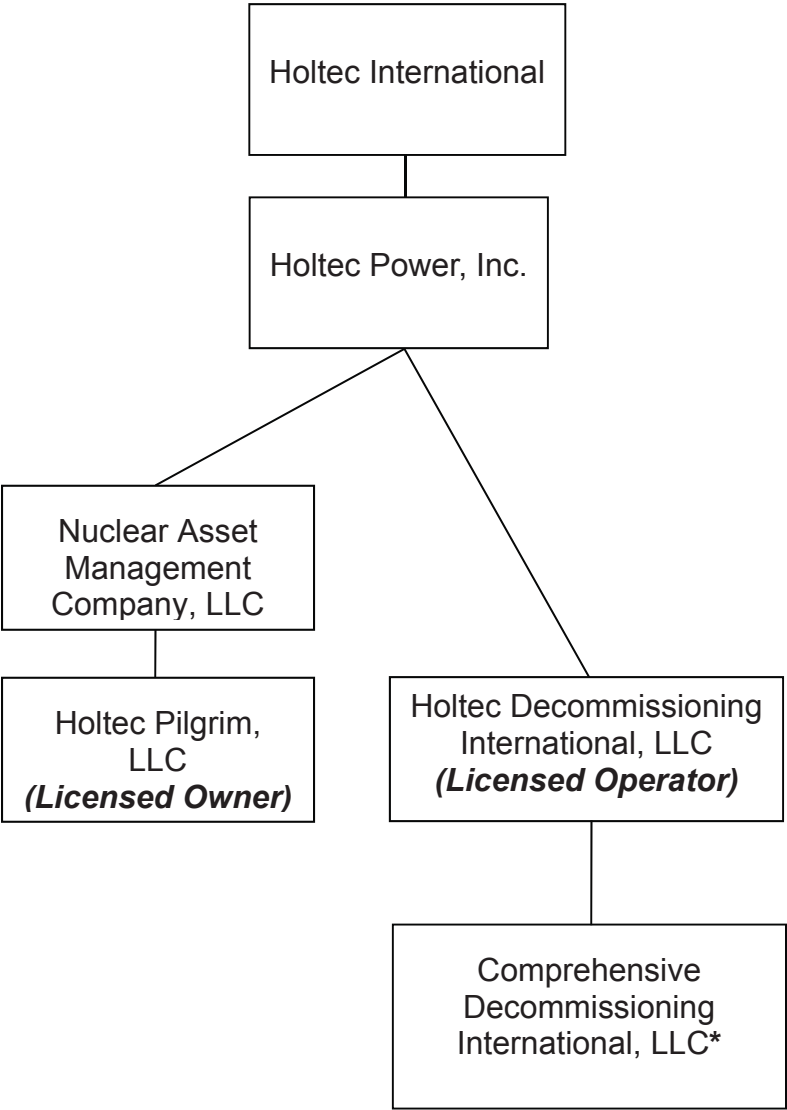 Holtec International
Holtec Power, Inc.
Nuclear Asset
Management
Company, LLC
Holtec Pilgrim,
LLC
(Licensed Owner)
Holtec Decommissioning
International, LLC
(Licensed Operator)
Comprehensive
Decommissioning
International, LLC*